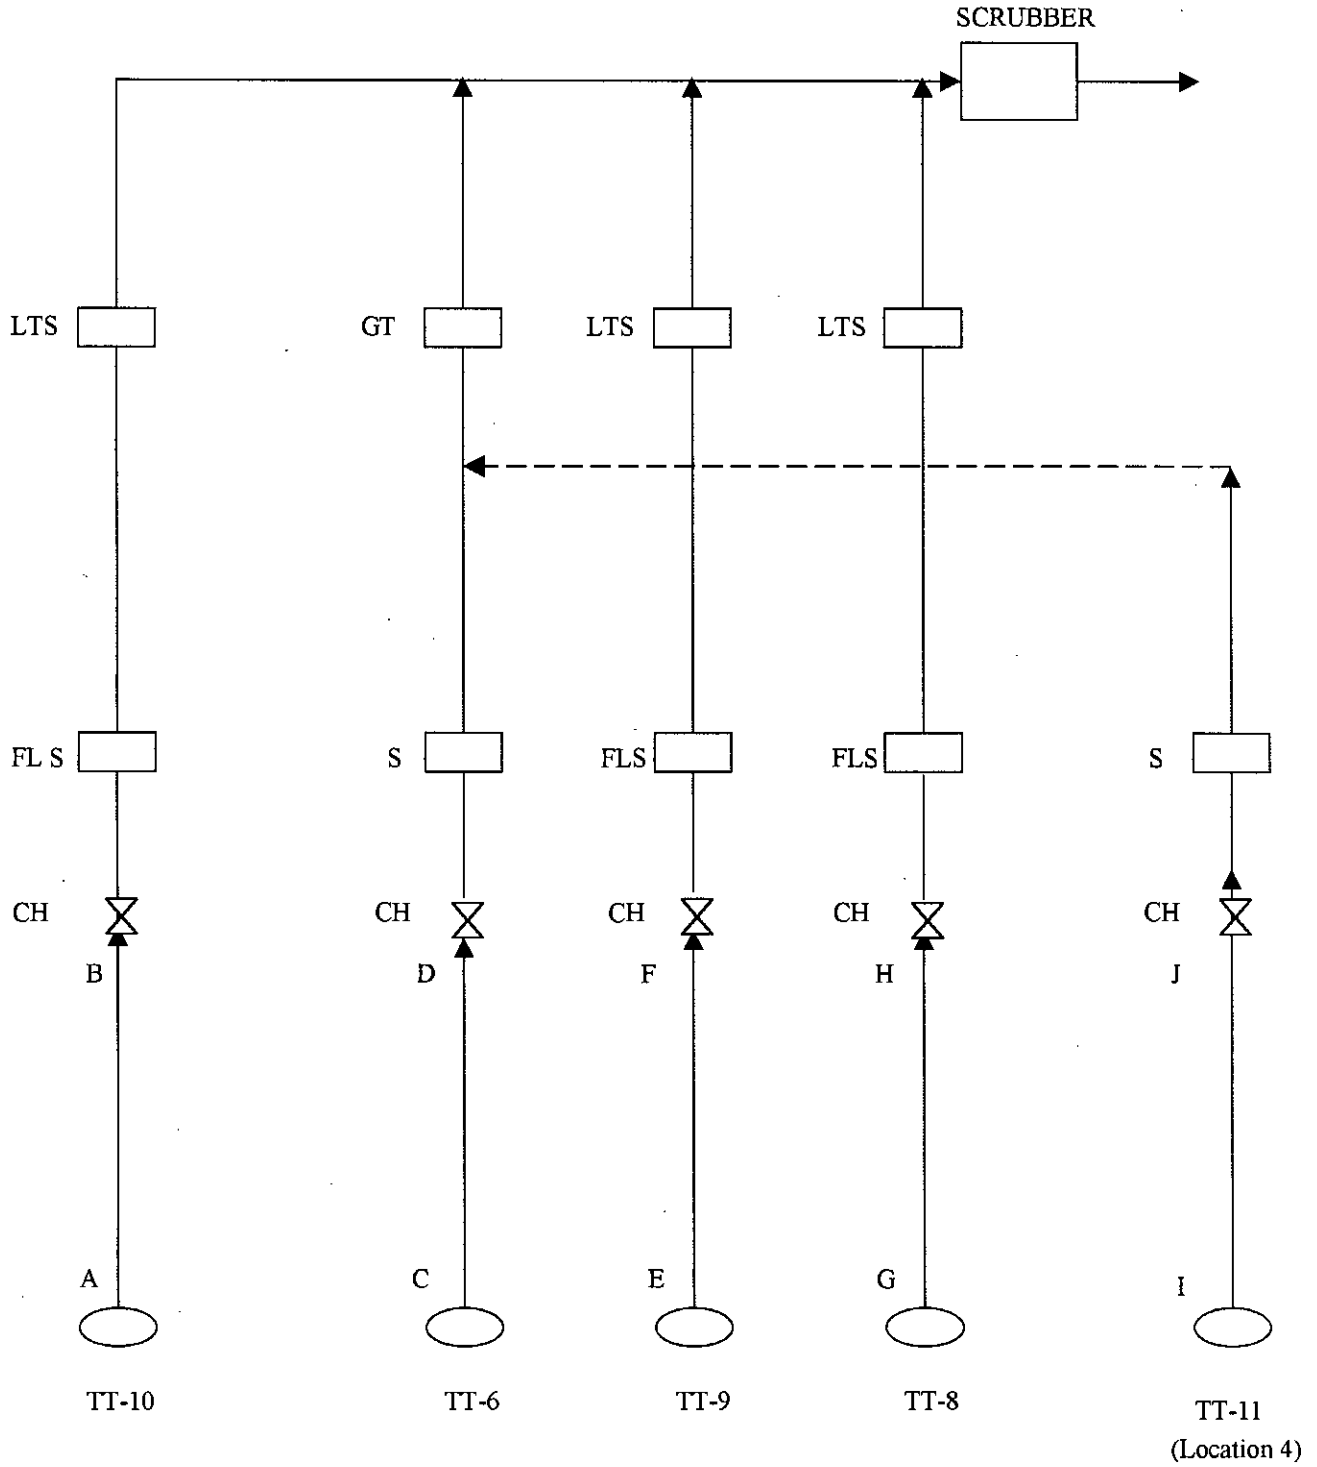 SCRUBBER
LTS GT LTS LTS
FL S S FLS FLS S
CH CH CH CH CH
B D F H J
A C E G I
TT-10 TT-6 TT-9 TT-8 TT-11
(Location 4)